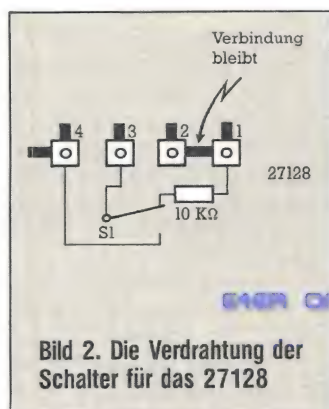 Verbindung
bleibt
4 3 2 1
27128
S1
10 KΩ
Bild 2. Die Verdrahtung der
Schalter für das 27128